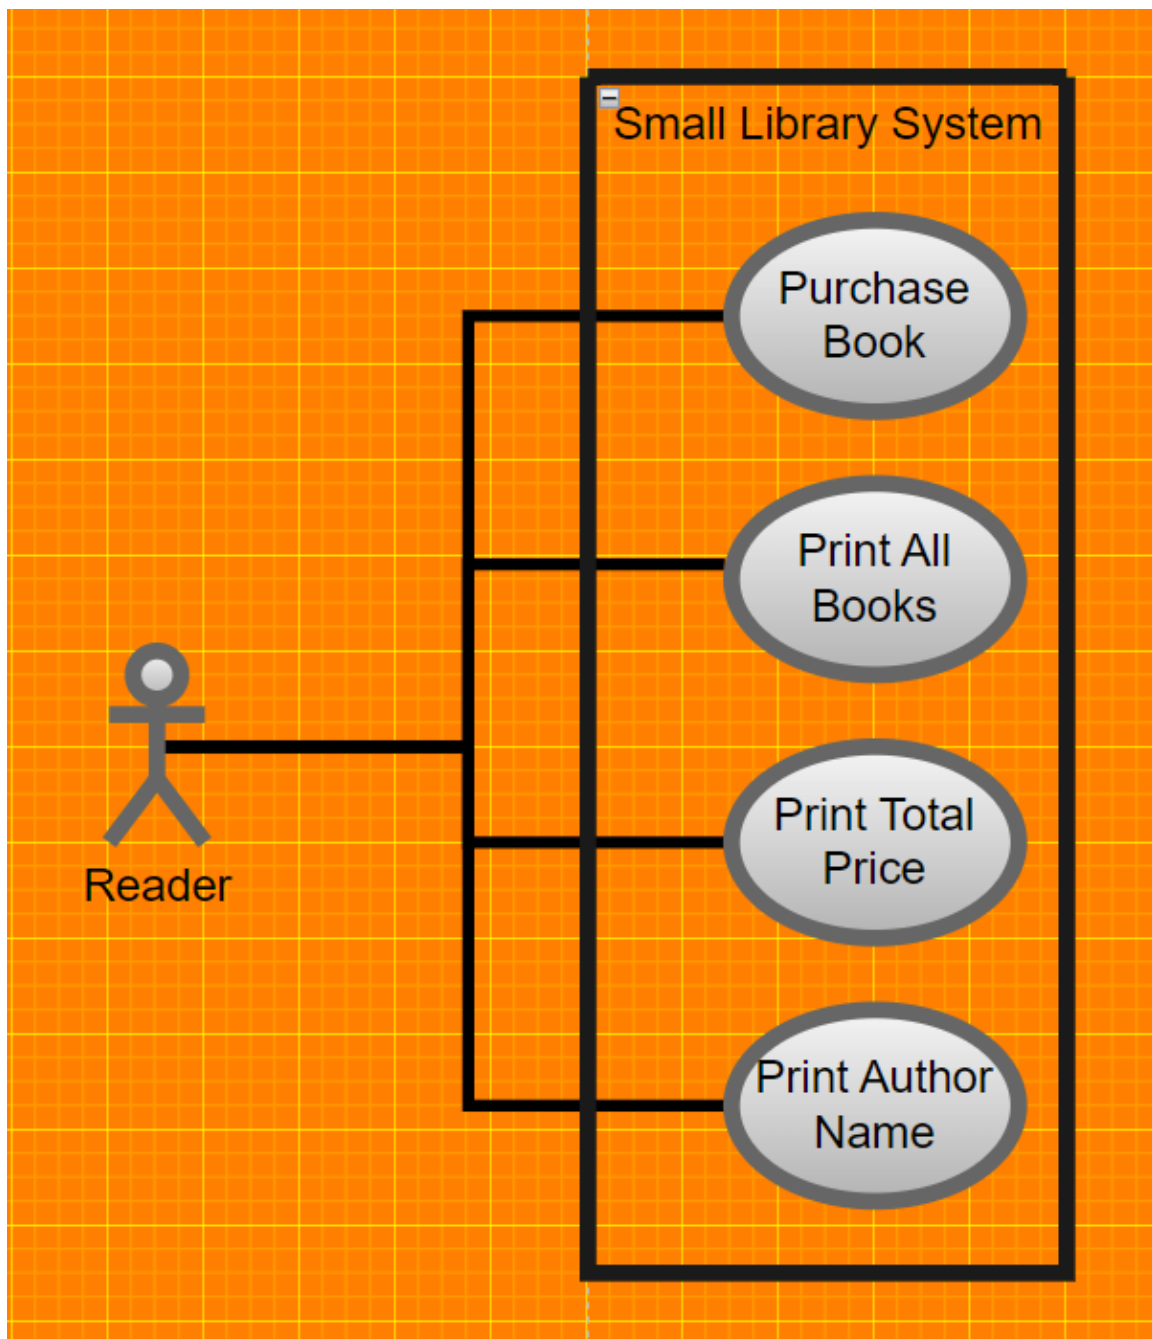 Small Library System
Purchase
Book
Print All
Books
Print Total
Price
Reader
Print Author
Name